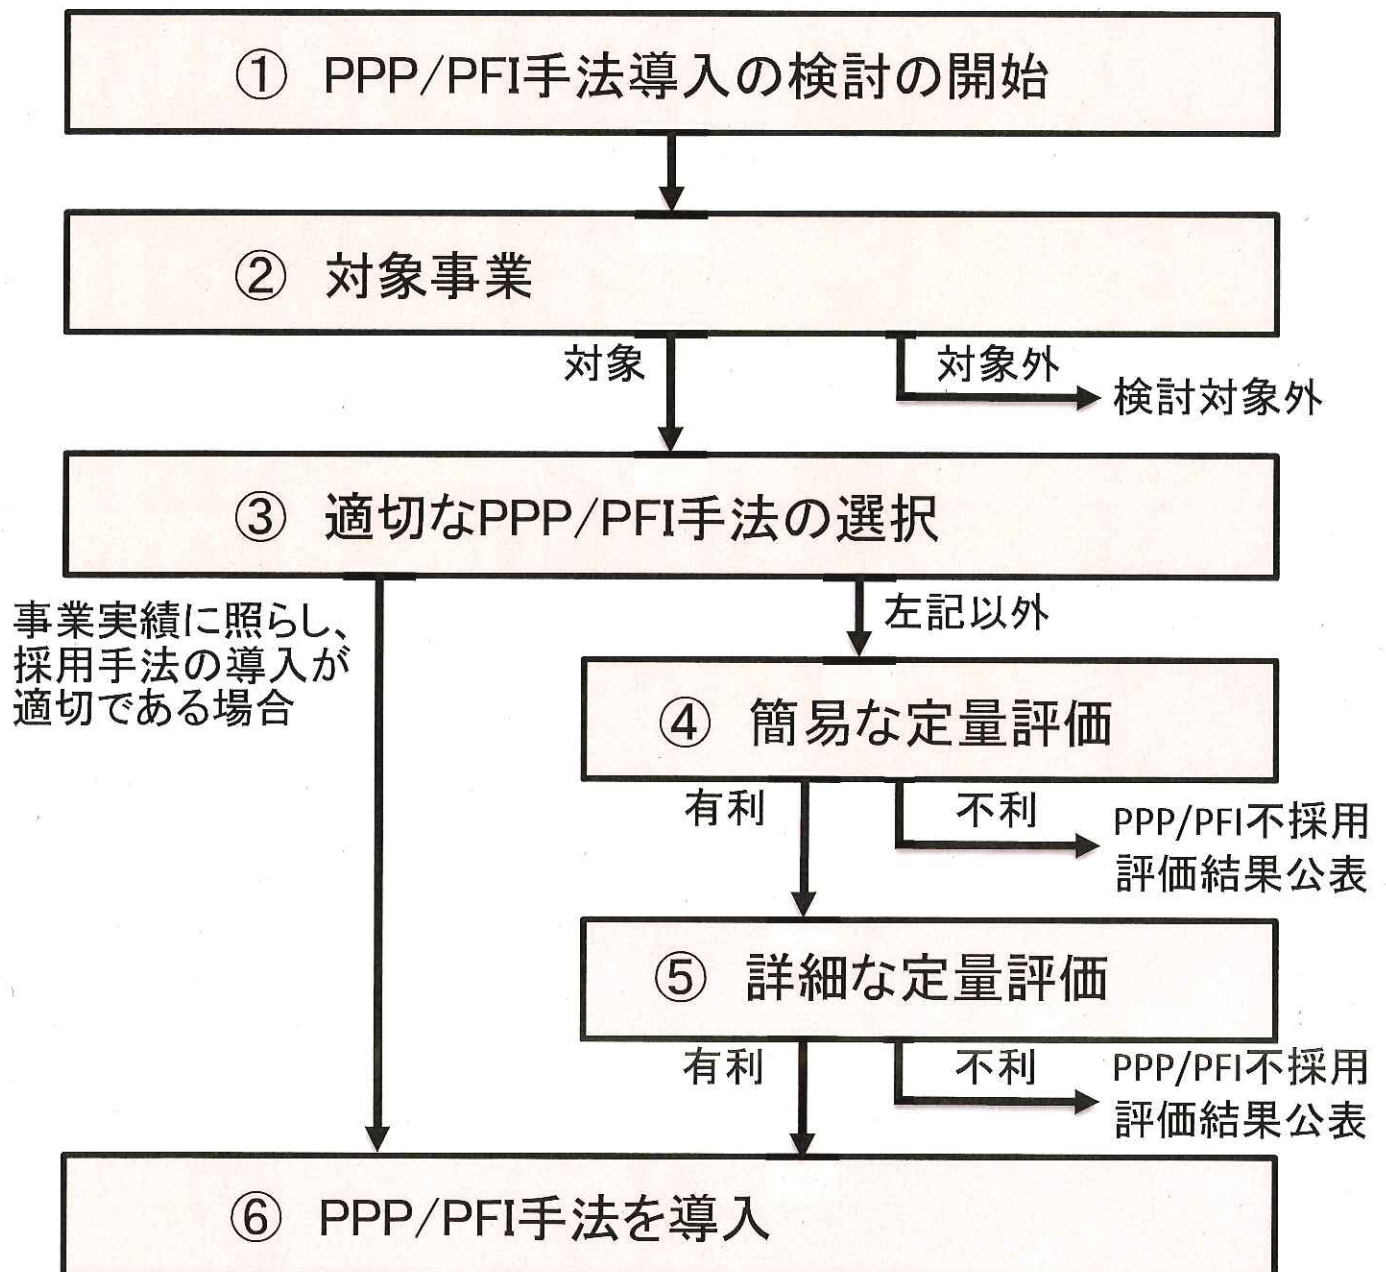 ① PPP/PFI手法導入の検討の開始
② 対象事業
対象
対象外
検討対象外
③ 適切なPPP/PFI手法の選択
事業実績に照らし、
採用手法の導入が
適切である場合
左記以外
④ 簡易な定量評価
有利
不利
PPP/PFI不採用
評価結果公表
⑤ 詳細な定量評価
有利
不利
PPP/PFI不採用
評価結果公表
⑥ PPP/PFI手法を導入